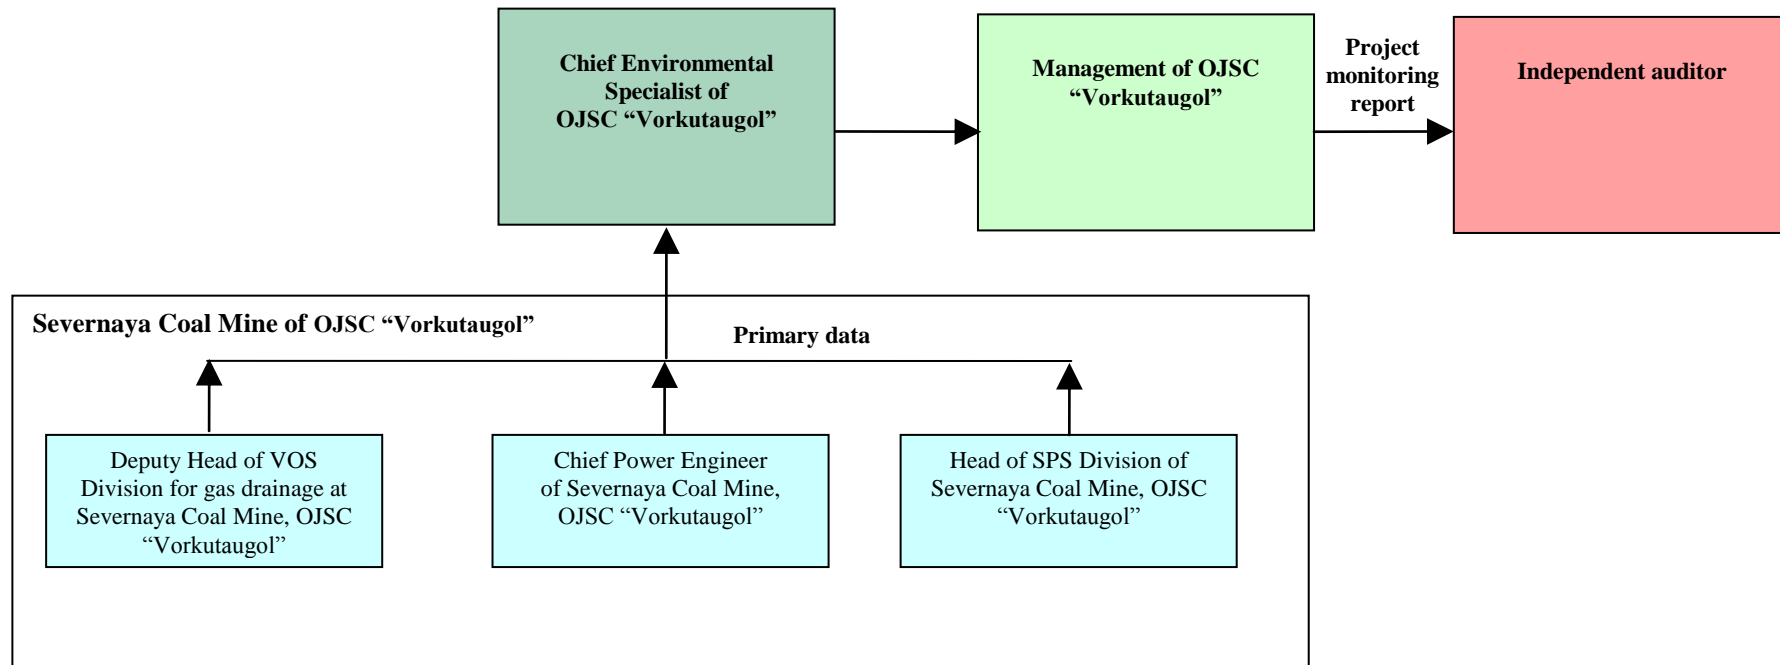 Chief Environmental
Specialist of
OJSC “Vorkutaugol”
Management of OJSC
“Vorkutaugol”
Project
monitoring
report
Independent auditor
Severnaya Coal Mine of OJSC “Vorkutaugol”
Primary data
Deputy Head of VOS
Division for gas drainage at
Severnaya Coal Mine, OJSC
“Vorkutaugol”
Chief Power Engineer
of Severnaya Coal Mine,
OJSC “Vorkutaugol”
Head of SPS Division of
Severnaya Coal Mine, OJSC
“Vorkutaugol”